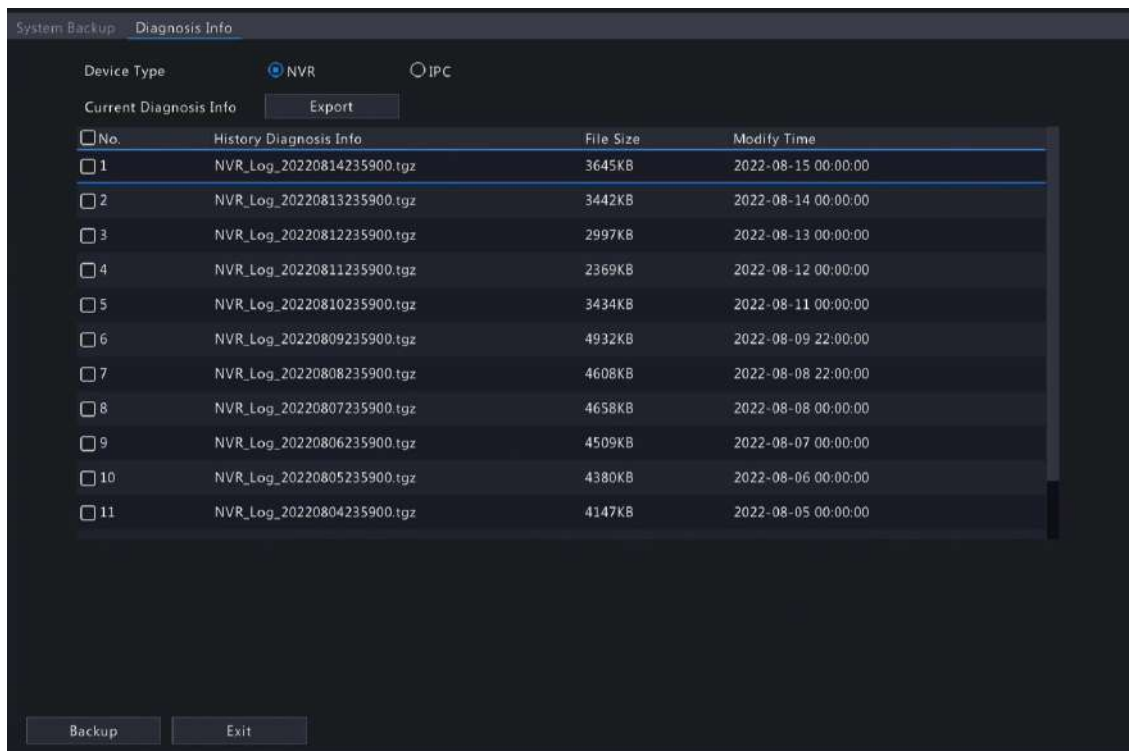 System Backup Diagnosis Info
Device Type NVR IPC
Current Diagnosis Info Export
No. History Diagnosis Info File Size Modify Time
1 NVR_Log_20220814235900.tgz 3645KB 2022-08-15 00:00:00
2 NVR_Log_20220813235900.tgz 3442KB 2022-08-14 00:00:00
3 NVR_Log_20220812235900.tgz 2997KB 2022-08-13 00:00:00
4 NVR_Log_20220811235900.tgz 2369KB 2022-08-12 00:00:00
5 NVR_Log_20220810235900.tgz 3434KB 2022-08-11 00:00:00
6 NVR_Log_20220809235900.tgz 4932KB 2022-08-09 22:00:00
7 NVR_Log_20220808235900.tgz 4608KB 2022-08-08 22:00:00
8 NVR_Log_20220807235900.tgz 4658KB 2022-08-08 00:00:00
9 NVR_Log_20220806235900.tgz 4509KB 2022-08-07 00:00:00
10 NVR_Log_20220805235900.tgz 4380KB 2022-08-06 00:00:00
11 NVR_Log_20220804235900.tgz 4147KB 2022-08-05 00:00:00
Backup Exit